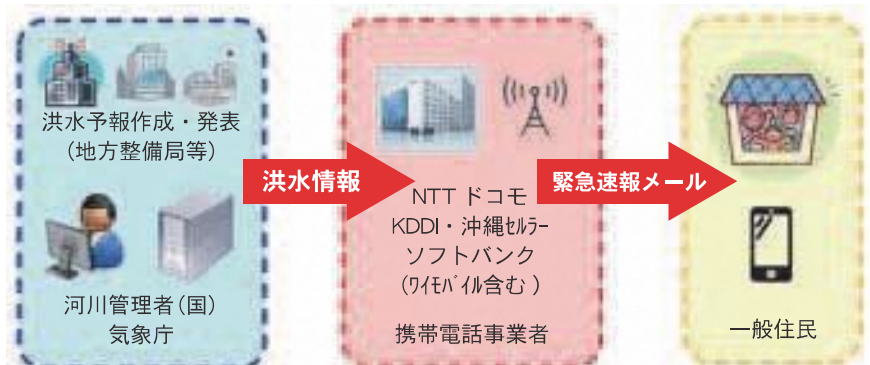 洪水予報作成・発表
(地方整備局等)
河川管理者(国)
気象庁
洪水情報
NTTドコモ
KDDI・沖縄ｾﾙﾗｰ
ソフトバンク
(ﾜｲﾓﾊﾞｲﾙ含む)
携帯電話事業者
緊急速報メール
一般住民